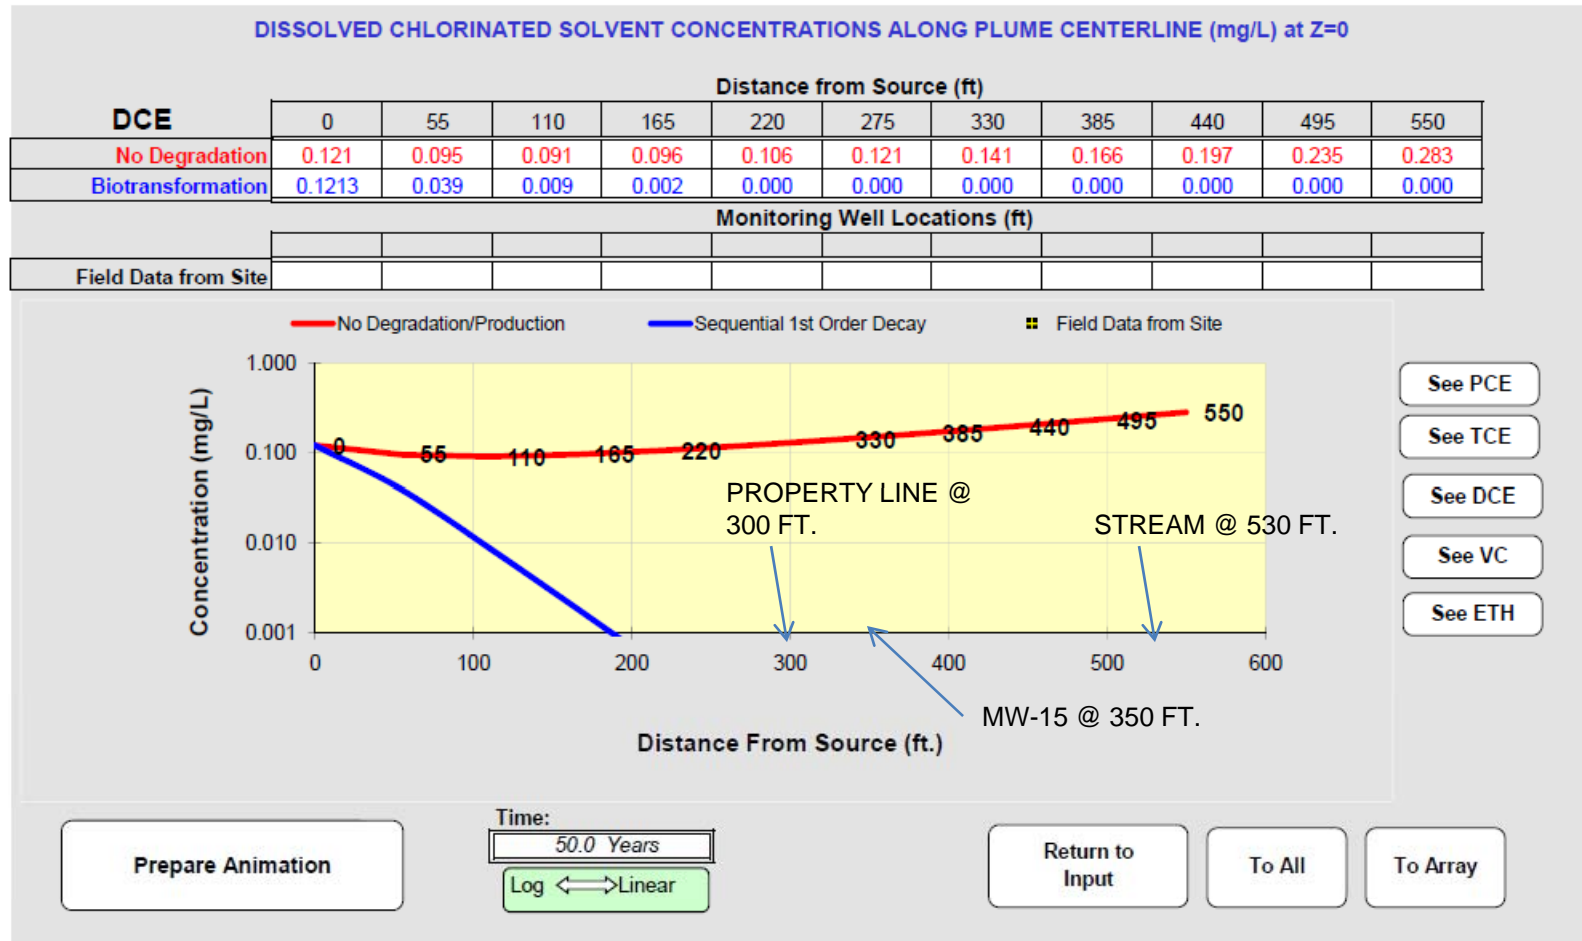 DISSOLVED CHLORINATED SOLVENT CONCENTRATIONS ALONG PLUME CENTERLINE (mg/L) at Z=0
Distance from Source (ft)
DCE 0 55 110 165 220 275 330 385 440 495 550
No Degradation 0.121 0.095 0.091 0.096 0.106 0.121 0.141 0.166 0.197 0.235 0.283
Biotransformation 0.1213 0.039 0.009 0.002 0.000 0.000 0.000 0.000 0.000 0.000 0.000
Monitoring Well Locations (ft)
Field Data from Site
No Degradation/Production Sequential 1st Order Decay Field Data from Site
Concentration (mg/L)
1.000
0.100
0.010
0.001
0 55 110 165 220 330 385 440 495 550
PROPERTY LINE @
300 FT.
STREAM @ 530 FT.
0 100 200 300 400 500 600
MW-15 @ 350 FT.
Distance From Source (ft.)
See PCE
See TCE
See DCE
See VC
See ETH
Prepare Animation
Time:
50.0 Years
Log Linear
Return to
Input
To All
To Array